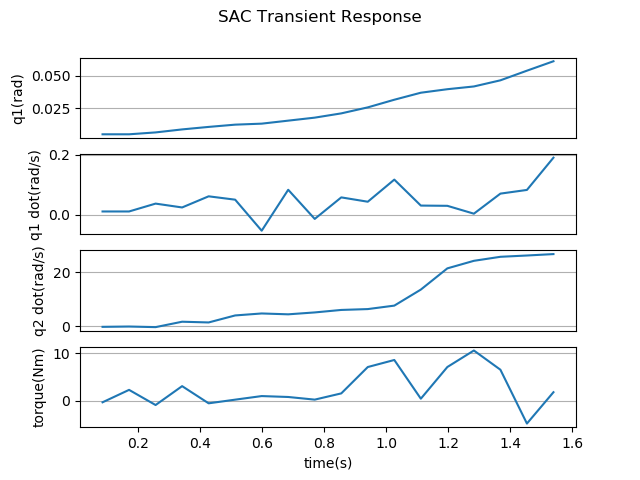 SAC Transient Response
q1(rad)
0.050
0.025
q1 dot(rad/s)
0.2
0.0
q2 dot(rad/s)
20
0
torque(Nm)
10
0
0.2 0.4 0.6 0.8 1.0 1.2 1.4 1.6
time(s)